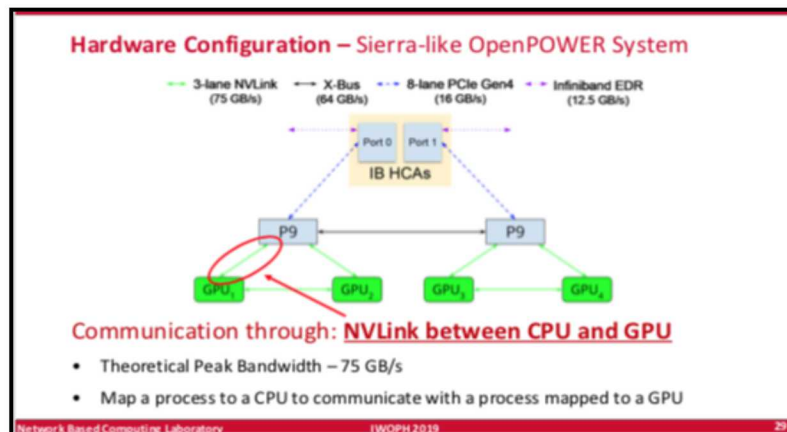 Hardware Configuration – Sierra-like OpenPOWER System
3-lane NVLink X-Bus 8-lane PCIe Gen4 Infiniband EDR
(75 GB/s) (64 GB/s) (16 GB/s) (12.5 GB/s)
Port 0 Port 1
IB HCAs
P9 P9
GPU1 GPU2 GPU3 GPU4
Communication through: NVLink between CPU and GPU
• Theoretical Peak Bandwidth – 75 GB/s
• Map a process to a CPU to communicate with a process mapped to a GPU
Network Based Computing Laboratory IWOPH 2019 29